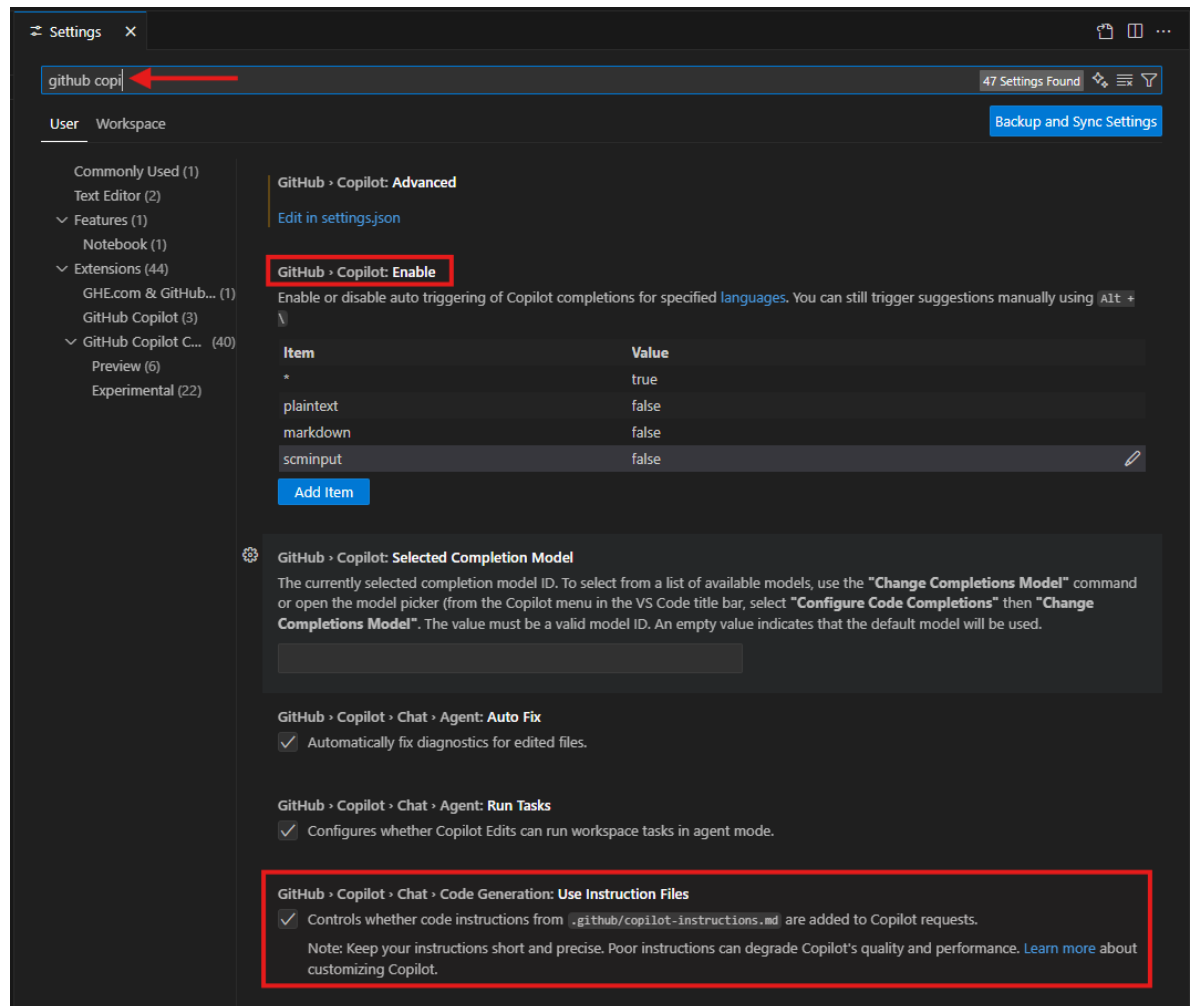 Settings
github copi
47 Settings Found
User Workspace
Backup and Sync Settings
Commonly Used (1)
Text Editor (2)
Features (1)
Notebook (1)
Extensions (44)
GHE.com & GitHub... (1)
GitHub Copilot (3)
GitHub Copilot C... (40)
Preview (6)
Experimental (22)
GitHub › Copilot: Advanced
Edit in settings.json
GitHub › Copilot: Enable
Enable or disable auto triggering of Copilot completions for specified languages. You can still trigger suggestions manually using Alt +
\
Item Value
* true
plaintext false
markdown false
scminput false
Add Item
GitHub › Copilot: Selected Completion Model
The currently selected completion model ID. To select from a list of available models, use the "Change Completions Model" command
or open the model picker (from the Copilot menu in the VS Code title bar, select "Configure Code Completions" then "Change
Completions Model". The value must be a valid model ID. An empty value indicates that the default model will be used.
GitHub › Copilot › Chat › Agent: Auto Fix
Automatically fix diagnostics for edited files.
GitHub › Copilot › Chat › Agent: Run Tasks
Configures whether Copilot Edits can run workspace tasks in agent mode.
GitHub › Copilot › Chat › Code Generation: Use Instruction Files
Controls whether code instructions from .github/copilot-instructions.md are added to Copilot requests.
Note: Keep your instructions short and precise. Poor instructions can degrade Copilot's quality and performance. Learn more about
customizing Copilot.